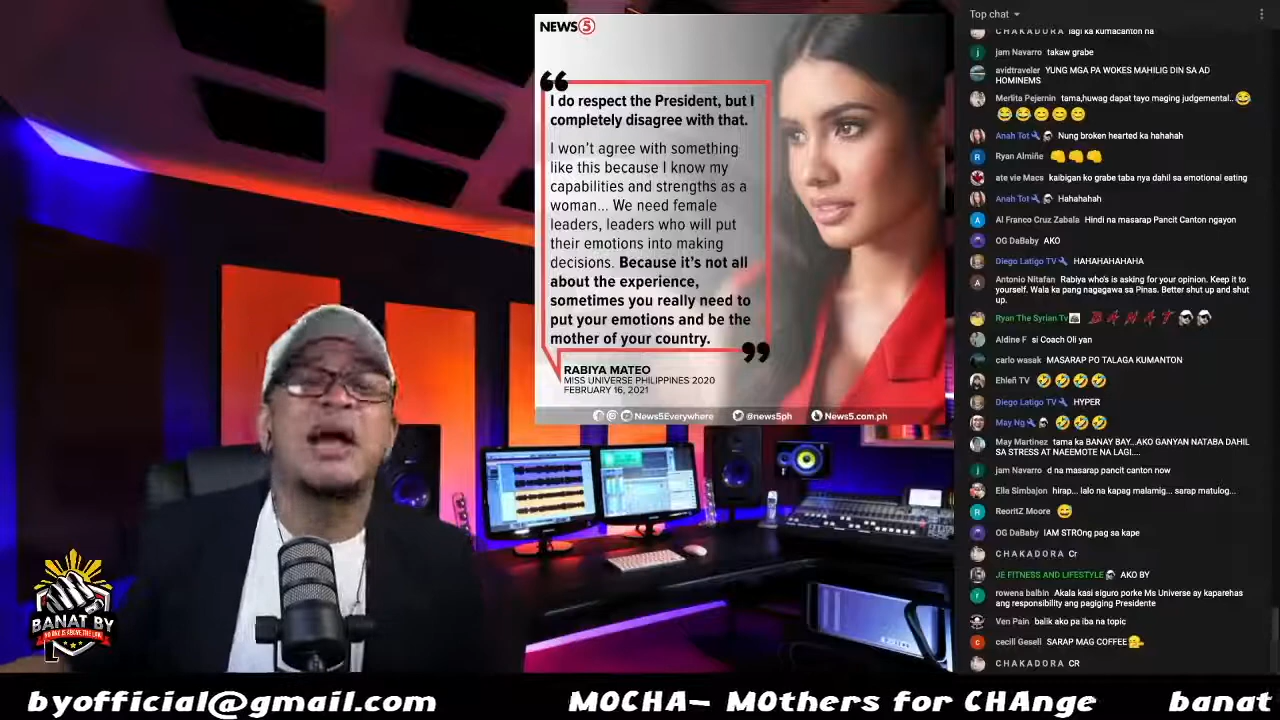 NEWS5
I do respect the President, but I
completely disagree with that.
I won't agree with something
like this because I know my
capabilities and strengths as a
woman... We need female
leaders, leaders who will put
their emotions into making
decisions. Because it's not all
about the experience,
sometimes you really need to
put your emotions and be the
mother of your country.
RABIYA MATEO
MISS UNIVERSE PHILIPPINES 2020
FEBRUARY 16, 2021
News5Everywhere @news5ph News5.com.ph
BANAT BY
Top chat
CHAKADORA lagi ka kumacanton na
jam Navarro takaw grabe
avidtraveler YUNG MGA PA WOKES MAHILIG DIN SA AD
HOMINEMS
Merlita Pejernin tama,huwag dapat tayo maging judgemental..😂
😂😂😊😊😊
Anah Tot Nung broken hearted ka hahahah
R Ryan Almiñe 👊👊👊
ate vie Macs kaibigan ko grabe taba nya dahil sa emotional eating
Anah Tot Hahahahah
A Al Franco Cruz Zabala Hindi na masarap Pancit Canton ngayon
OG DaBaby AKO
Diego Latigo TV HAHAHAHAHAHA
A Antonio Nitafan Rabiya who's is asking for your opinion. Keep it to
yourself. Wala ka pang nagagawa sa Pinas. Better shut up and shut
up.
Ryan The Syrian Tv BANAT
Aldine F si Coach Oli yan
carlo wasak MASARAP PO TALAGA KUMANTON
Ehleñ TV 🤣🤣🤣🤣
Diego Latigo TV HYPER
May Ng 🤣🤣🤣
May Martinez tama ka BANAY BAY...AKO GANYAN NATABA DAHIL
SA STRESS AT NAEEMOTE NA LAGI....
j jam Navarro d na masarap pancit canton now
Ella Simbajon hirap... lalo na kapag malamig... sarap matulog...
R ReoritZ Moore 😅
OG DaBaby IAM STROng pag sa kape
CHAKADORA Cr
JE FITNESS AND LIFESTYLE AKO BY
r rowena balbin Akala kasi siguro porke Ms Universe ay kaparehas
ang responsibility ang pagiging Presidente
Ven Pain balik ako pa iba na topic
c cecill Gesell SARAP MAG COFFEE
CHAKADORA CR
byofficial@gmail.com MOCHA- MOthers for CHAnge banat